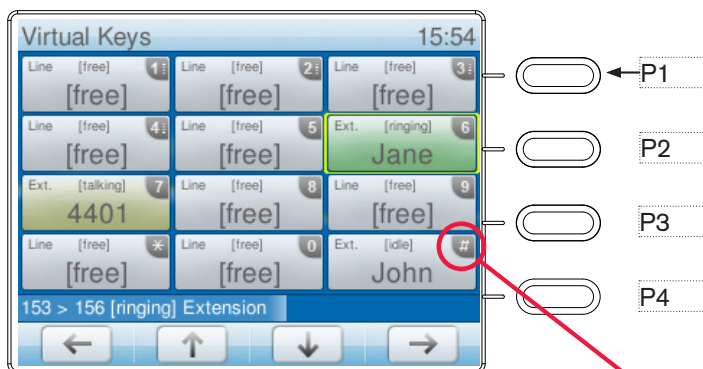 Virtual Keys 15:54
Line [free] 1 Line [free] 2 Line [free] 3
[free] [free] [free]
P1
Line [free] 4 Line [free] 5 Ext. [ringing] 6
[free] [free] Jane
P2
Ext. [talking] 7 Line [free] 8 Line [free] 9
4401 [free] [free]
P3
Line [free] * Line [free] 0 Ext. [idle] #
[free] [free] John
P4
153 > 156 [ringing] Extension